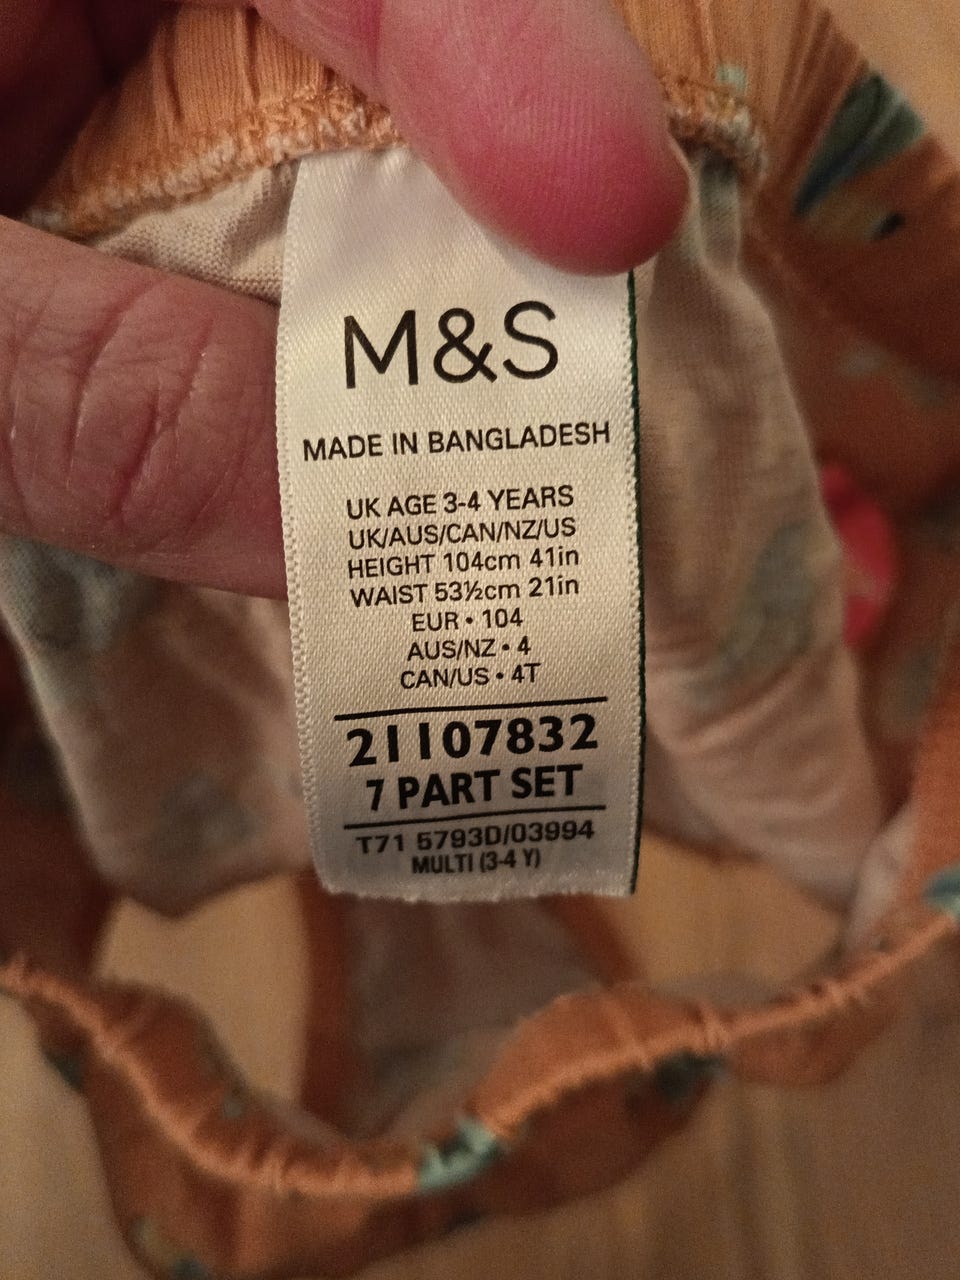 M&S
MADE IN BANGLADESH
UK AGE 3-4 YEARS
UK/AUS/CAN/NZ/US
HEIGHT 104cm 41in
WAIST 53½cm 21in
EUR • 104
AUS/NZ • 4
CAN/US • 4T
21107832
7 PART SET
T71 5793D/03994
MULTI (3-4 Y)